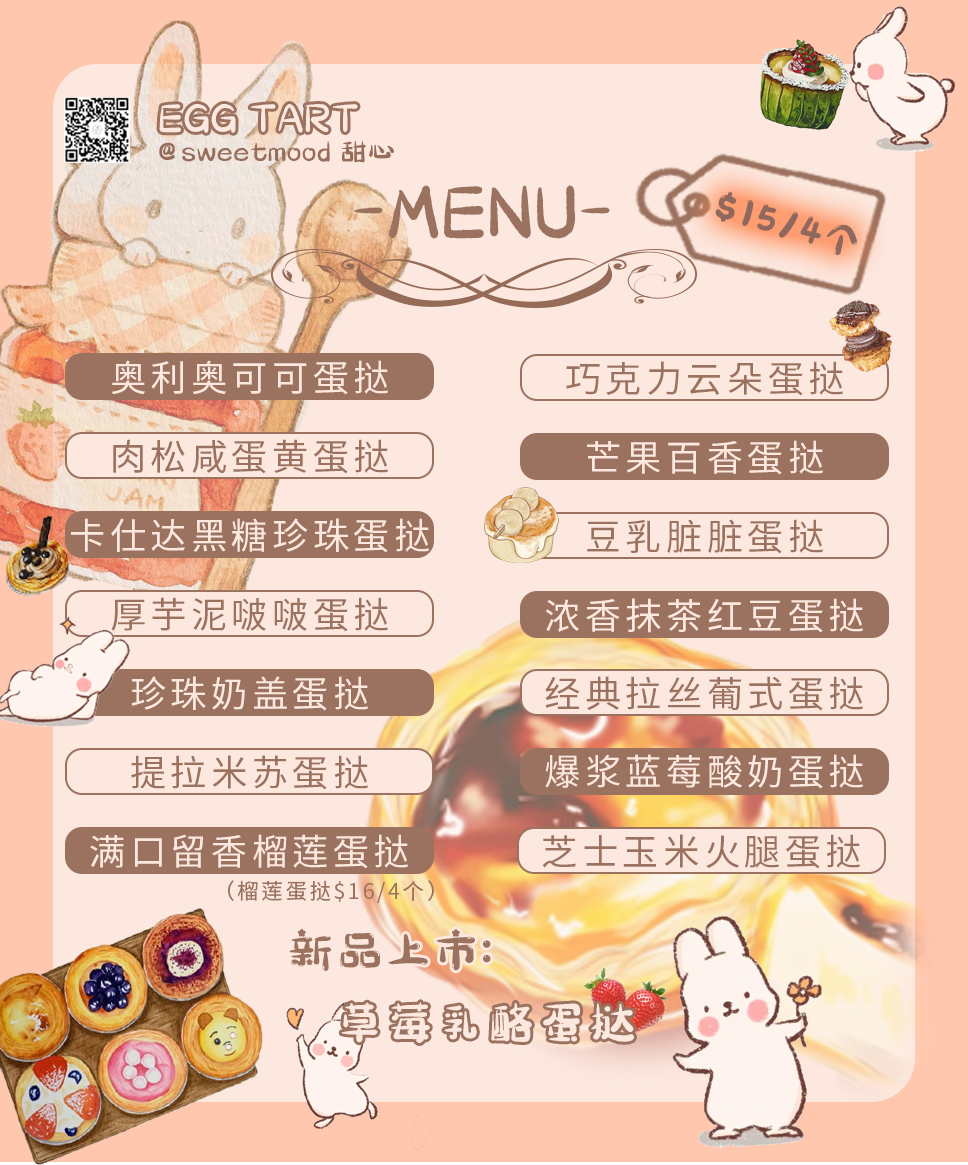 EGG TART
@sweetmood 甜心
-MENU-
$15/4个
奥利奥可可蛋挞
肉松咸蛋黄蛋挞
卡仕达黑糖珍珠蛋挞
厚芋泥啵啵蛋挞
珍珠奶盖蛋挞
提拉米苏蛋挞
满口留香榴莲蛋挞
(榴莲蛋挞$16/4个)
巧克力云朵蛋挞
芒果百香蛋挞
豆乳脏脏蛋挞
浓香抹茶红豆蛋挞
经典拉丝葡式蛋挞
爆浆蓝莓酸奶蛋挞
芝士玉米火腿蛋挞
新品上市:
草莓乳酪蛋挞
JAM